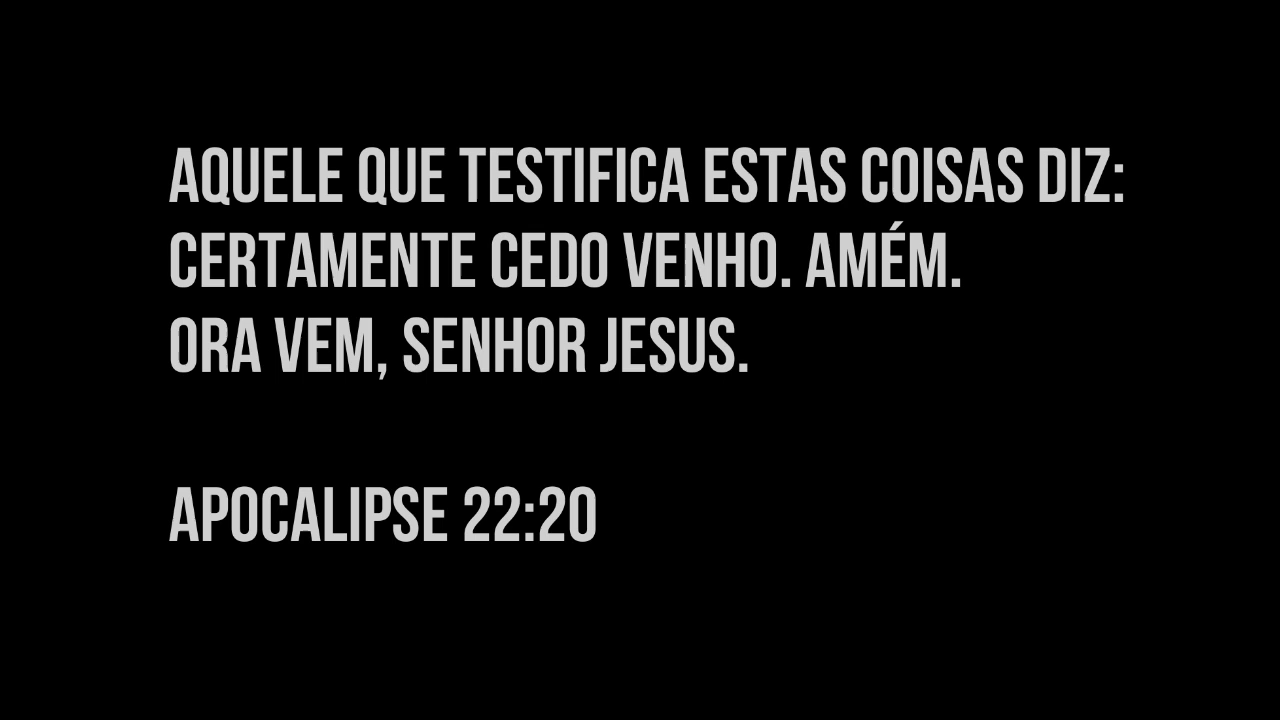 AQUELE QUE TESTIFICA ESTAS COISAS DIZ:
CERTAMENTE CEDO VENHO. AMÉM.
ORA VEM, SENHOR JESUS.
APOCALIPSE 22:20